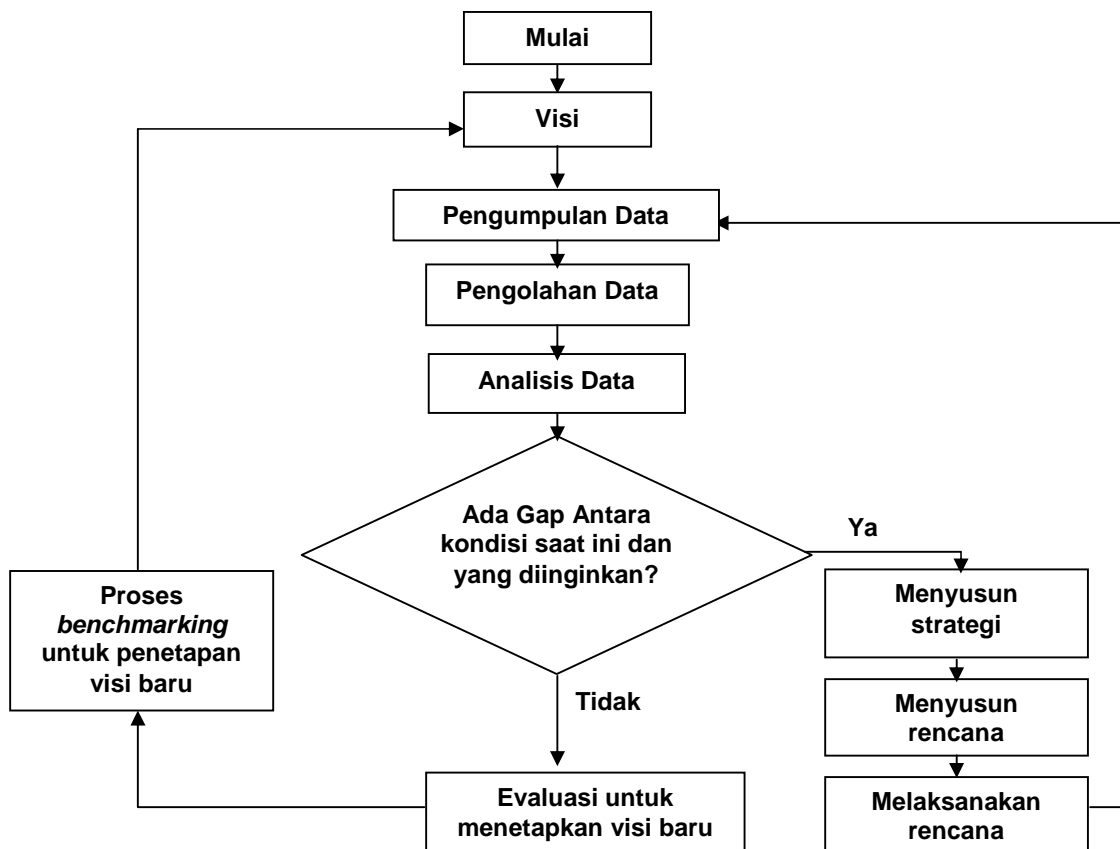 Mulai
Visi
Pengumpulan Data
Pengolahan Data
Analisis Data
Ada Gap Antara
kondisi saat ini dan
yang diinginkan?
Ya
Menyusun
strategi
Menyusun
rencana
Melaksanakan
rencana
Tidak
Evaluasi untuk
menetapkan visi baru
Proses
benchmarking
untuk penetapan
visi baru